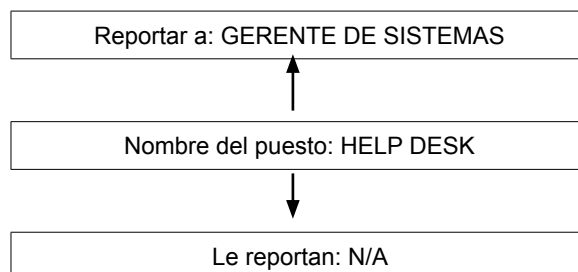 Reportar a: GERENTE DE SISTEMAS
Nombre del puesto: HELP DESK
Le reportan: N/A